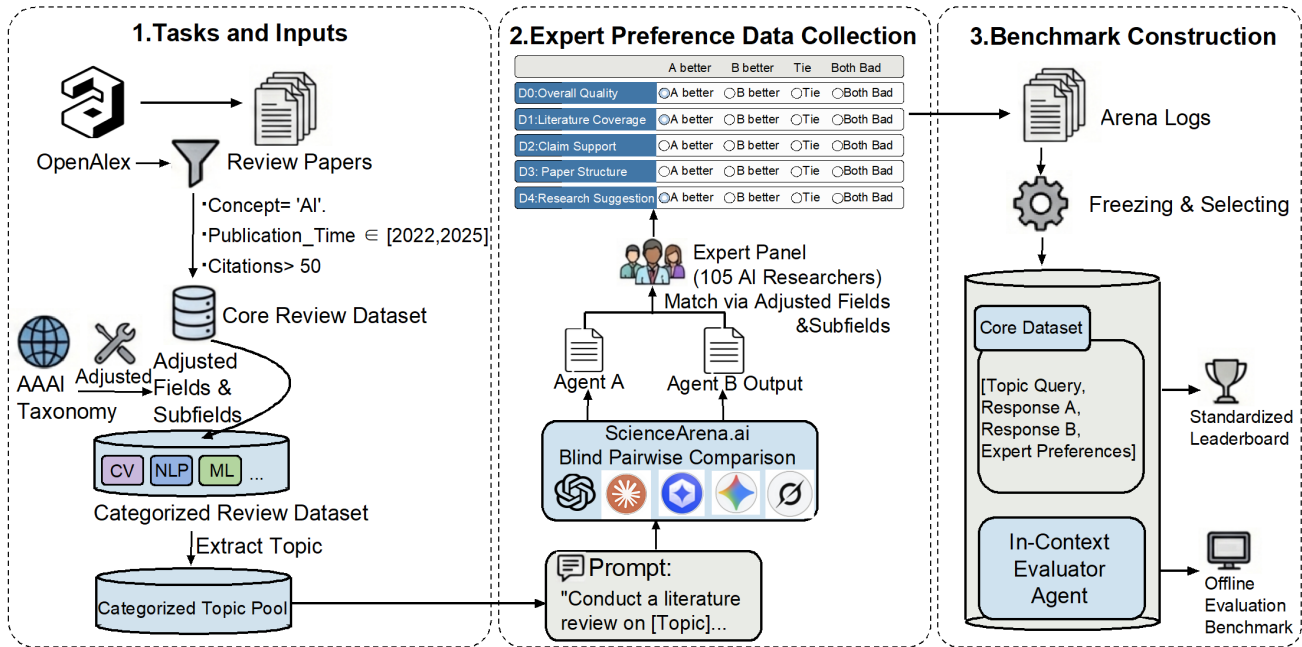 1.Tasks and Inputs
OpenAlex
Review Papers
·Concept= 'AI'.
·Publication_Time ∈ [2022,2025]
·Citations> 50
Core Review Dataset
AAAI
Taxonomy
Adjusted
Adjusted
Fields &
Subfields
CV
NLP
ML
...
Categorized Review Dataset
Extract Topic
Categorized Topic Pool
2.Expert Preference Data Collection
A better B better Tie Both Bad
D0:Overall Quality A better B better Tie Both Bad
D1:Literature Coverage A better B better Tie Both Bad
D2:Claim Support A better B better Tie Both Bad
D3: Paper Structure A better B better Tie Both Bad
D4:Research Suggestion A better B better Tie Both Bad
Expert Panel
(105 AI Researchers)
Match via Adjusted Fields
&Subfields
Agent A
Agent B Output
ScienceArena.ai
Blind Pairwise Comparison
Prompt:
"Conduct a literature
review on [Topic]...
3.Benchmark Construction
Arena Logs
Freezing & Selecting
Core Dataset
[Topic Query,
Response A,
Response B,
Expert Preferences]
Standardized
Leaderboard
In-Context
Evaluator
Agent
Offline
Evaluation
Benchmark